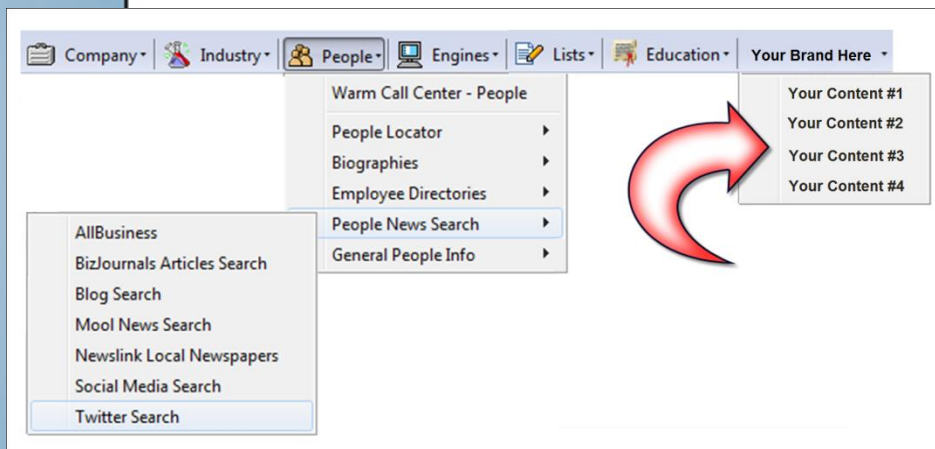 Company Industry People Engines Lists Education Your Brand Here
Warm Call Center - People
People Locator
Biographies
Employee Directories
People News Search
General People Info
AllBusiness
BizJournals Articles Search
Blog Search
Mool News Search
Newslink Local Newspapers
Social Media Search
Twitter Search
Your Content #1
Your Content #2
Your Content #3
Your Content #4